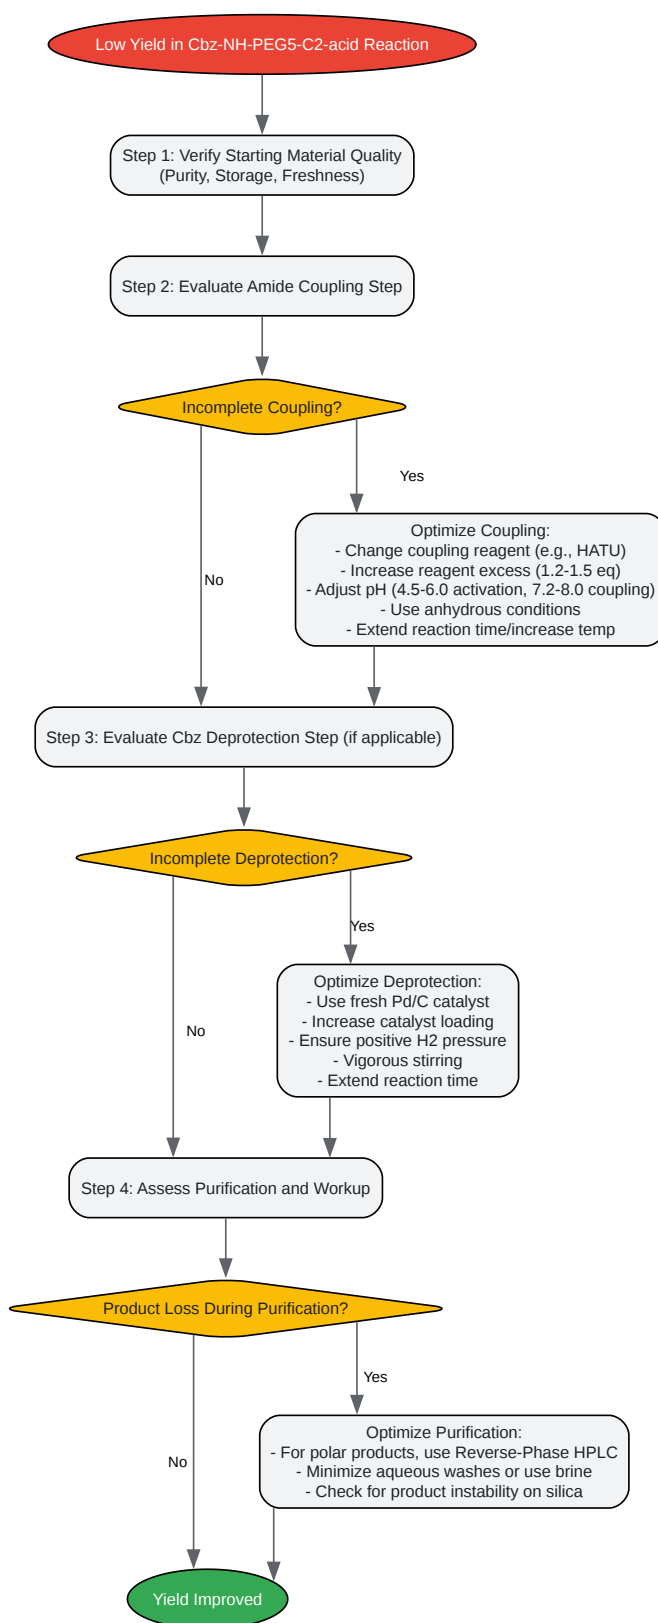 Low Yield in Cbz-NH-PEG5-C2-acid Reaction
Step 1: Verify Starting Material Quality
(Purity, Storage, Freshness)
Step 2: Evaluate Amide Coupling Step
Incomplete Coupling?
Yes
Optimize Coupling:
- Change coupling reagent (e.g., HATU)
- Increase reagent excess (1.2-1.5 eq)
- Adjust pH (4.5-6.0 activation, 7.2-8.0 coupling)
- Use anhydrous conditions
- Extend reaction time/increase temp
No
Step 3: Evaluate Cbz Deprotection Step (if applicable)
Incomplete Deprotection?
Yes
Optimize Deprotection:
- Use fresh Pd/C catalyst
- Increase catalyst loading
- Ensure positive H2 pressure
- Vigorous stirring
- Extend reaction time
No
Step 4: Assess Purification and Workup
Product Loss During Purification?
Yes
Optimize Purification:
- For polar products, use Reverse-Phase HPLC
- Minimize aqueous washes or use brine
- Check for product instability on silica
No
Yield Improved